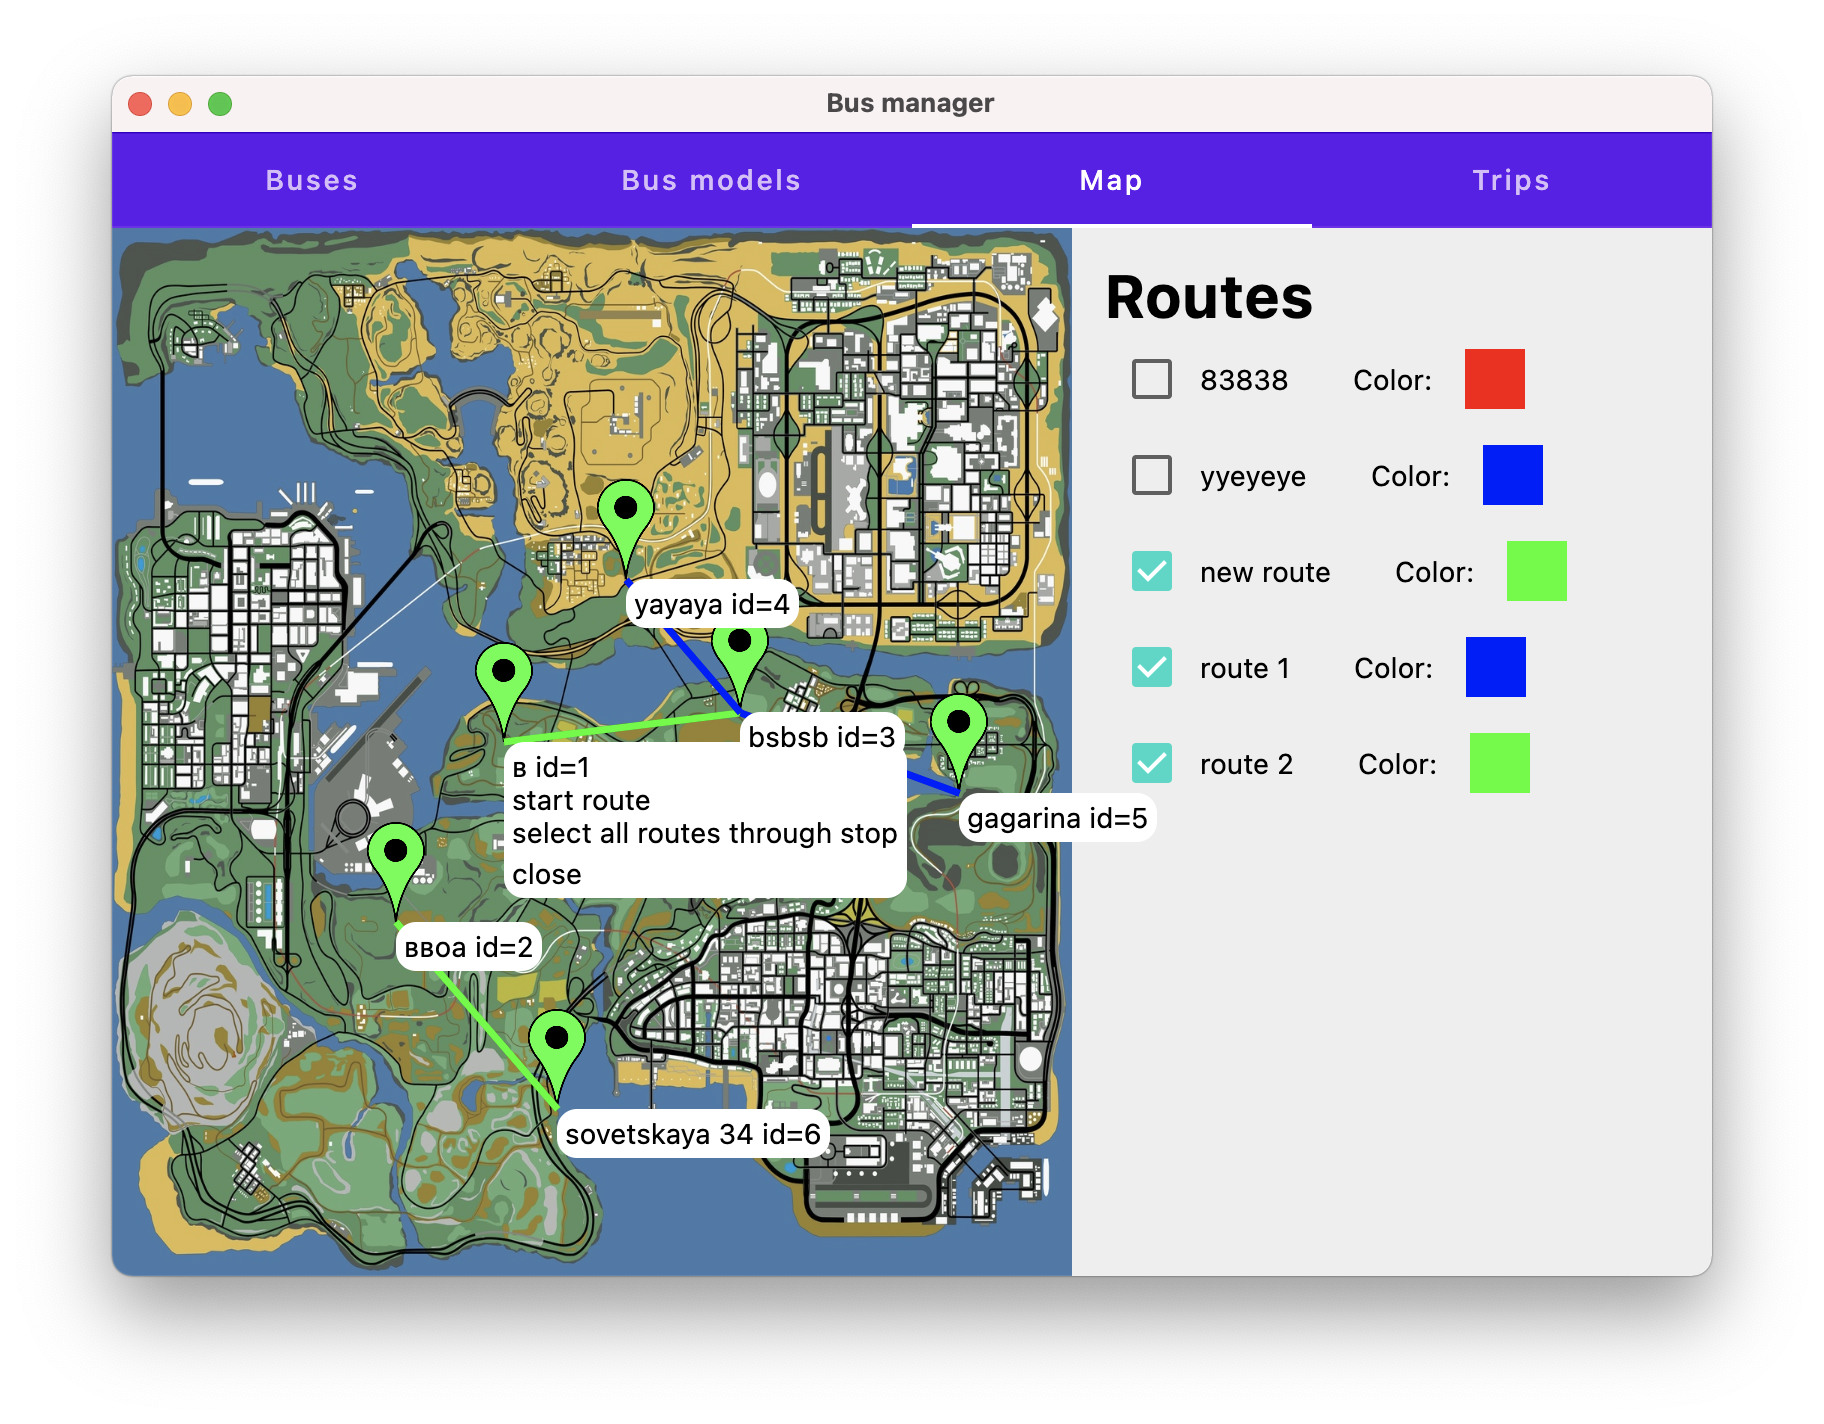 Bus manager
Buses
Bus models
Map
Trips
Routes
83838 Color:
yyeyeye Color:
new route Color:
route 1 Color:
route 2 Color:
yayaya id=4
bsbsb id=3
в id=1
start route
select all routes through stop
close
gagarina id=5
ввоа id=2
sovetskaya 34 id=6